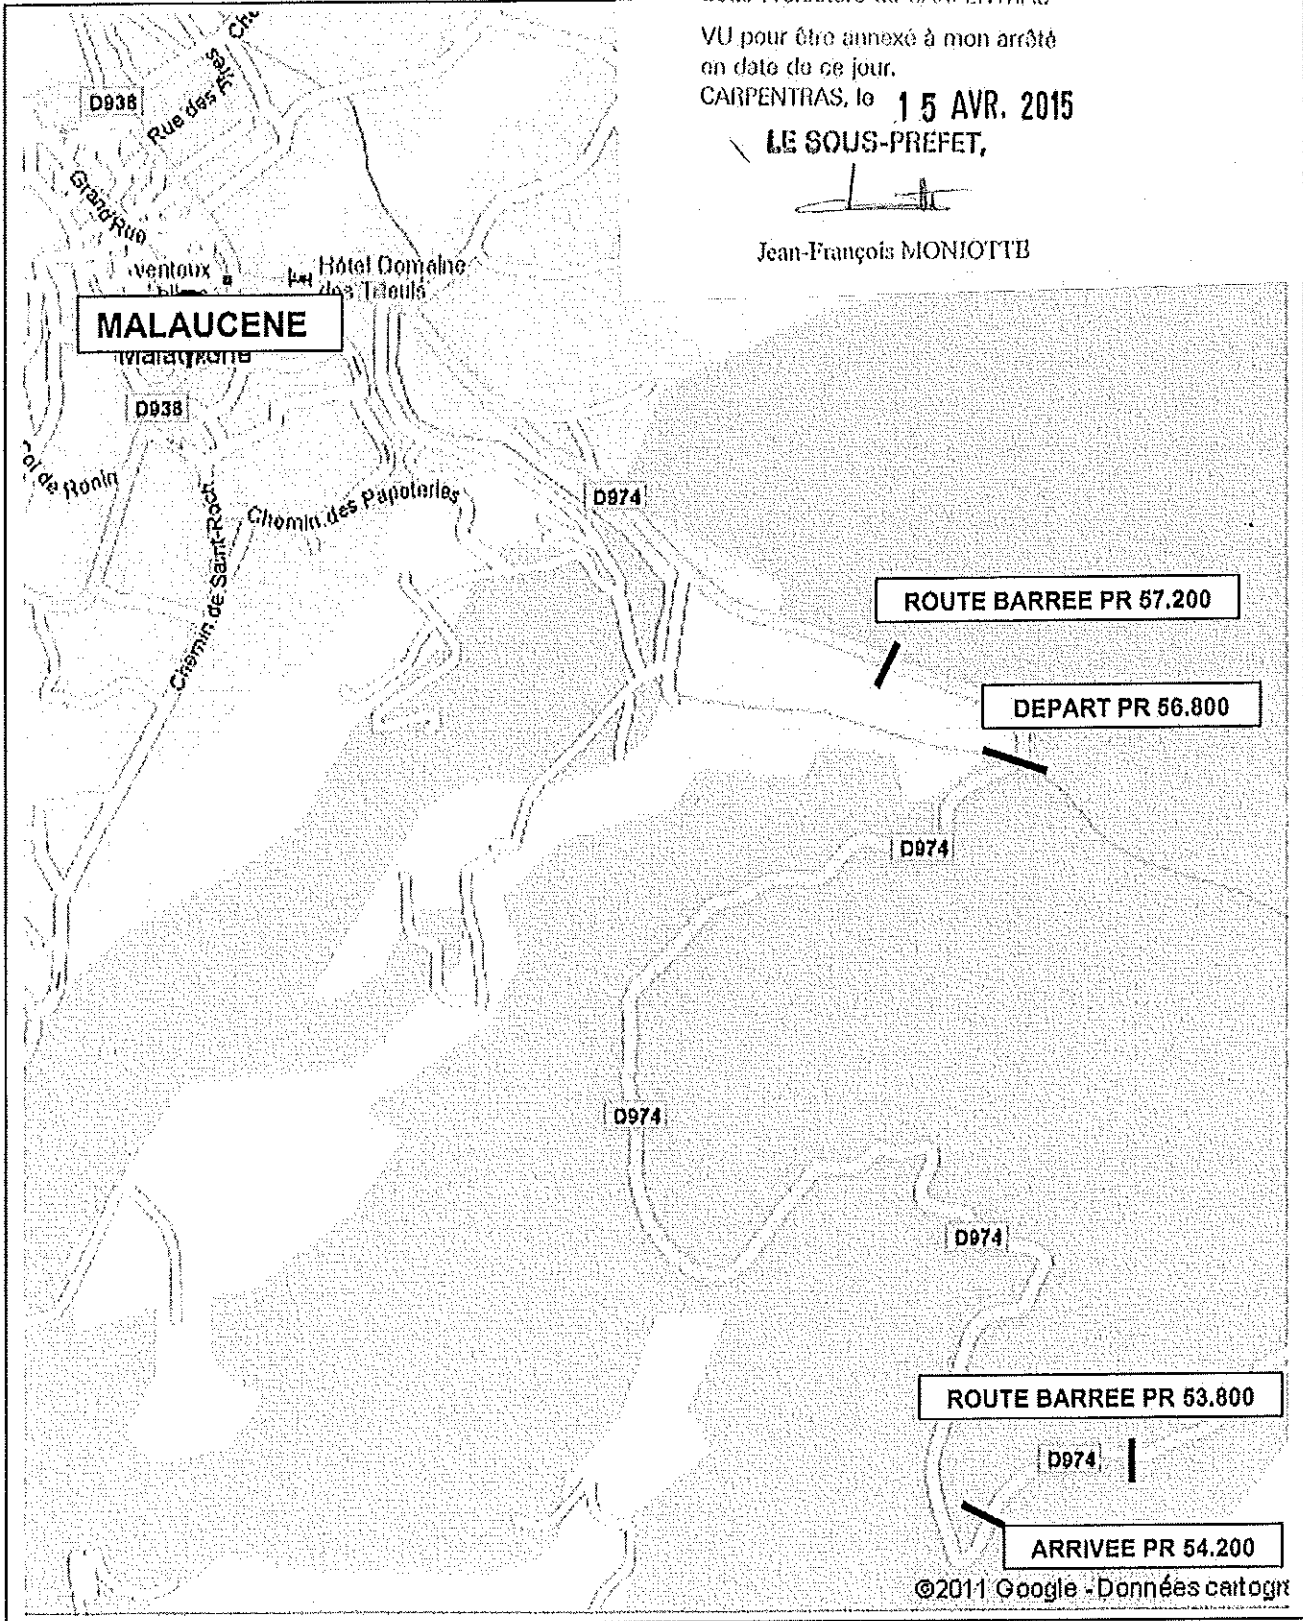 VU pour être annexé à mon arrêté
en date de ce jour.
CARPENTRAS, le 15 AVR. 2015
LE SOUS-PREFET,
Jean-François MONIOTTE
D938
Rue des
Grand'Rue
ventoux
Hôtel Domaine
des Tilleuls
MALAUCENE
D938
Col de Ronin
Chemin de Saint-Roch
Chemin des Papeteries
D974
ROUTE BARREE PR 57.200
DEPART PR 56.800
D974
D974
D974
ROUTE BARREE PR 53.800
D974
ARRIVEE PR 54.200
©2011 Google - Données cartogr